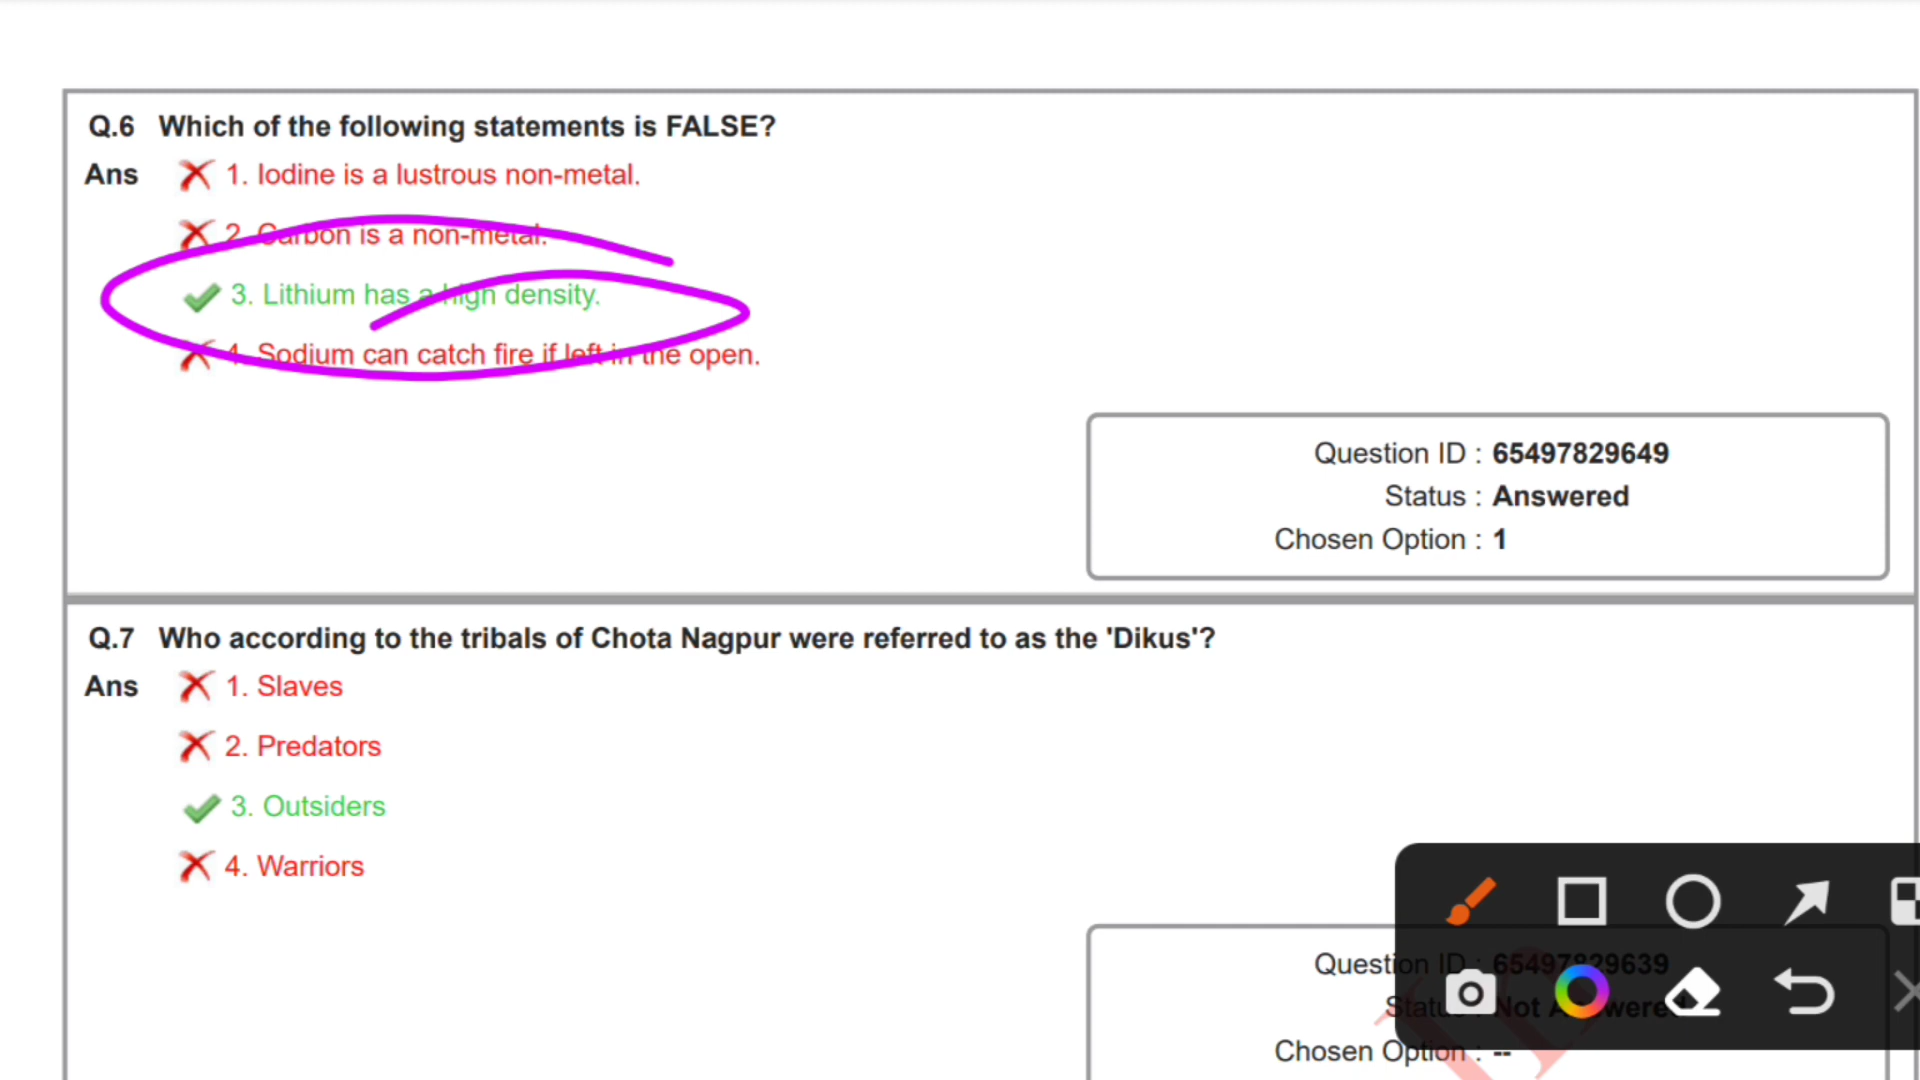 Q.6 Which of the following statements is FALSE?
Ans 1. Iodine is a lustrous non-metal.
2. Carbon is a non-metal.
3. Lithium has a high density.
4. Sodium can catch fire if left in the open.
Question ID : 65497829649
Status : Answered
Chosen Option : 1
Q.7 Who according to the tribals of Chota Nagpur were referred to as the 'Dikus'?
Ans 1. Slaves
2. Predators
3. Outsiders
4. Warriors
Question ID : 65497829639
Status : Not Answered
Chosen Option : --